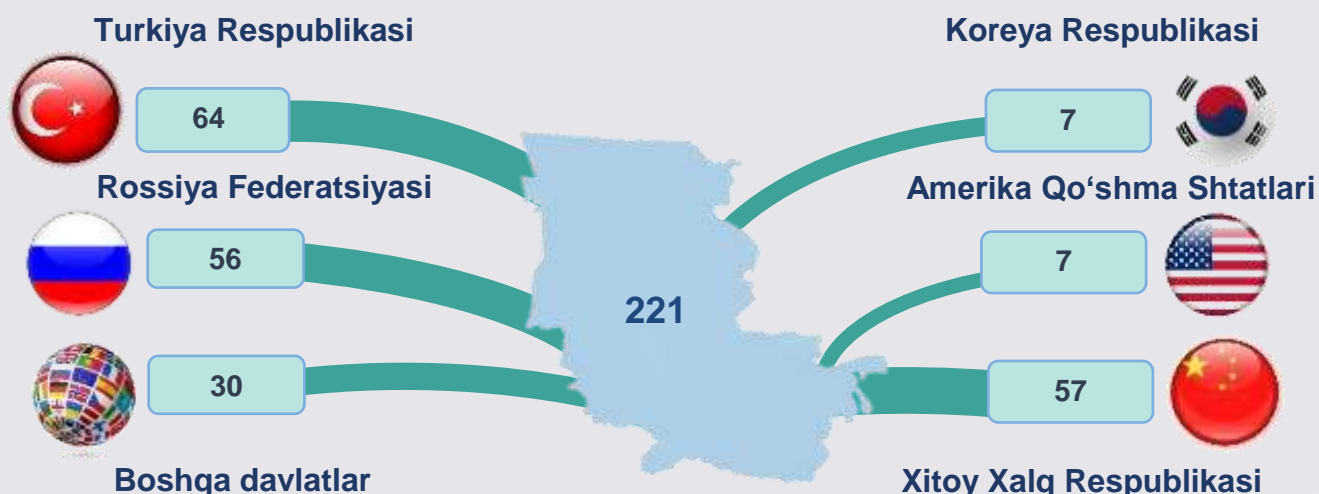 Turkiya Respublikasi
64
Rossiya Federatsiyasi
56
30
Boshqa davlatlar
221
Koreya Respublikasi
7
Amerika Qo‘shma Shtatlari
7
57
Xitoy Xalq Respublikasi